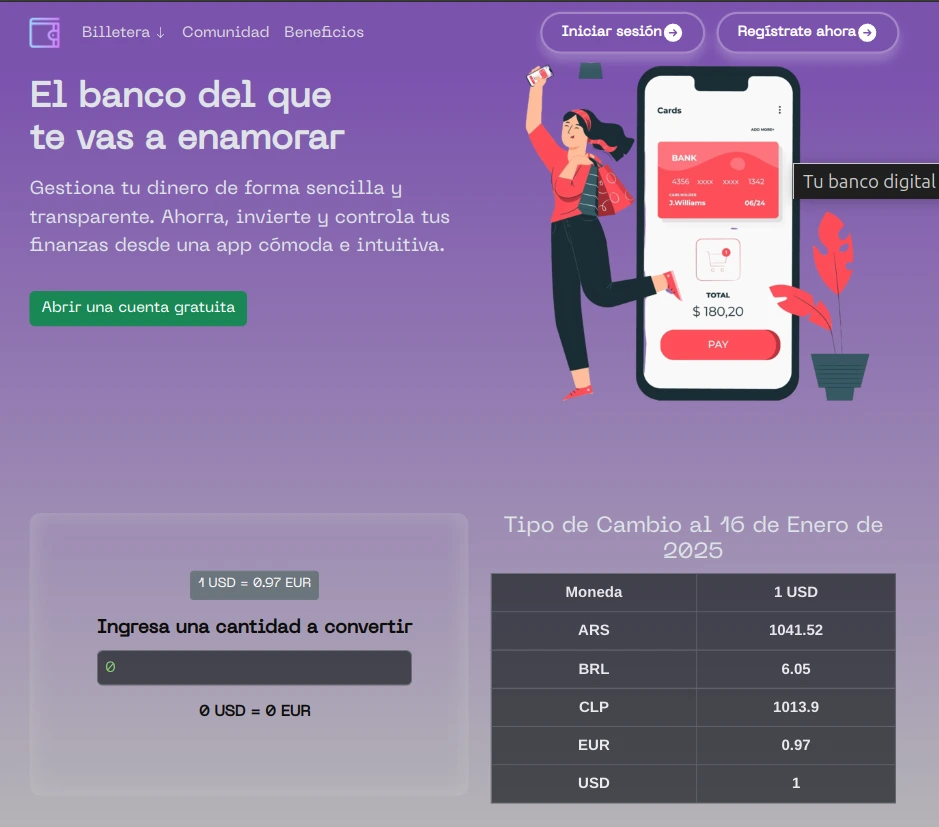 Billetera ↓ Comunidad Beneficios Iniciar sesión Regístrate ahora
El banco del que
te vas a enamorar
Gestiona tu dinero de forma sencilla y
transparente. Ahorra, invierte y controla tus
finanzas desde una app cómoda e intuitiva.
Abrir una cuenta gratuita
Cards
ADD MORE+
BANK
4356 xxxx xxxx 1342
J.Williams 06/24
TOTAL
$ 180,20
PAY
Tu banco digital
1 USD = 0.97 EUR
Ingresa una cantidad a convertir
0
0 USD = 0 EUR
Tipo de Cambio al 16 de Enero de
2025
Moneda 1 USD
ARS 1041.52
BRL 6.05
CLP 1013.9
EUR 0.97
USD 1